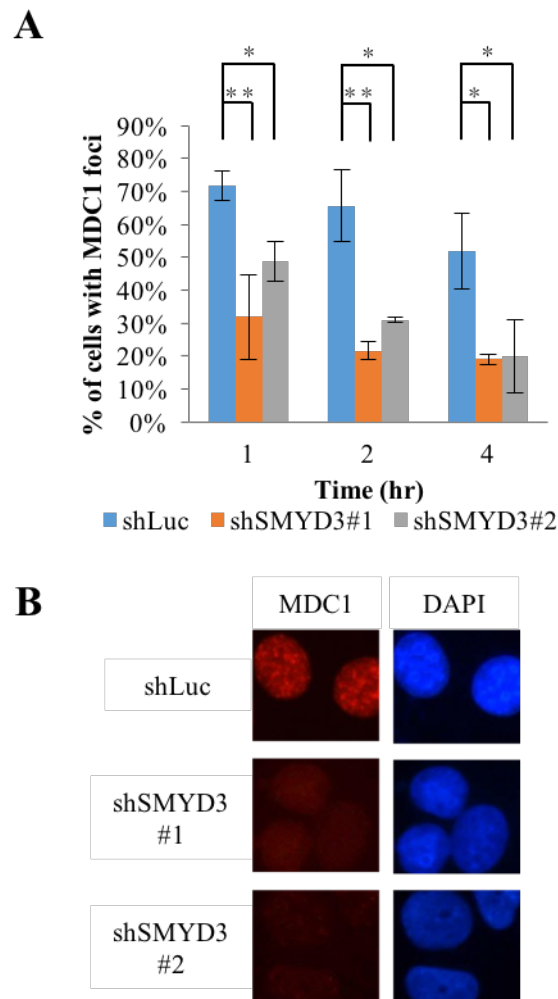 A
*
*
*
**
**
*
90%
80%
70%
60%
50%
40%
30%
20%
10%
0%
% of cells with MDC1 foci
1 2 4
Time (hr)
shLuc shSMYD3#1 shSMYD3#2
B
MDC1 DAPI
shLuc
shSMYD3
#1
shSMYD3
#2